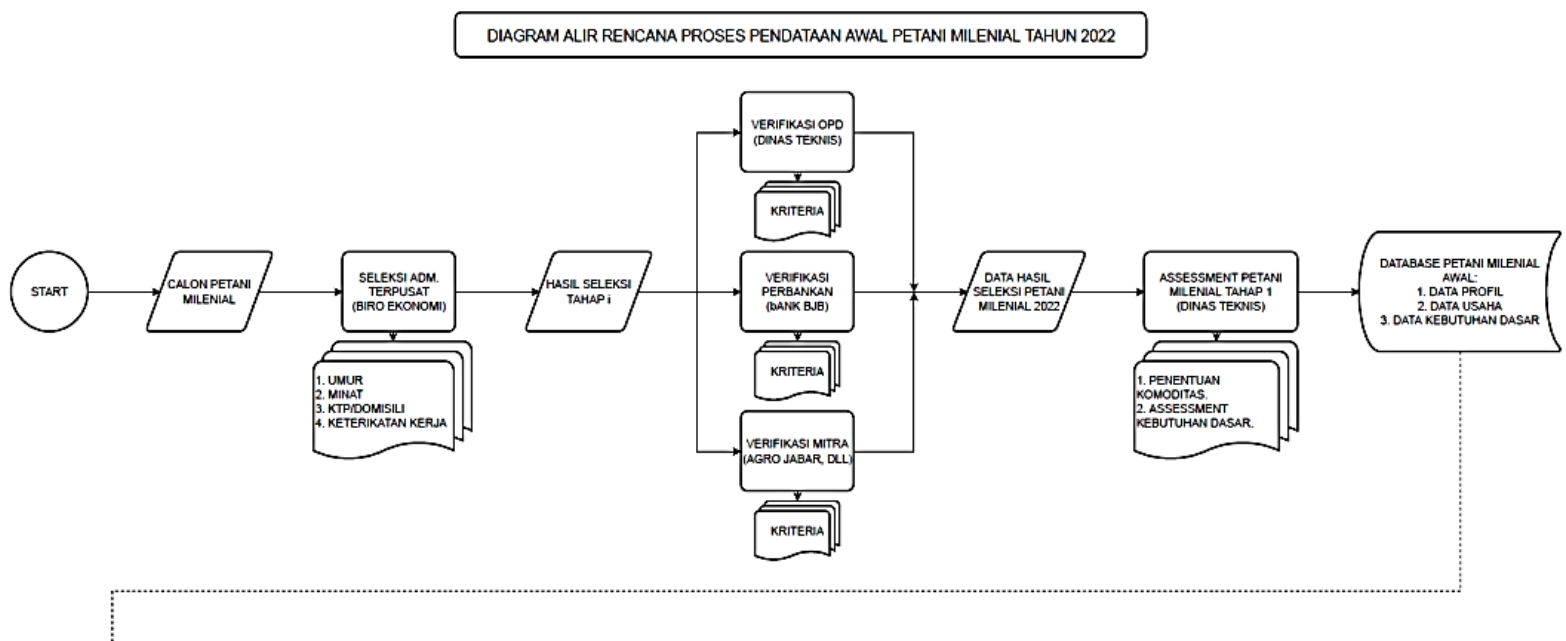 DIAGRAM ALIR RENCANA PROSES PENDATAAN AWAL PETANI MILENIAL TAHUN 2022
START
CALON PETANI
MILENIAL
SELEKSI ADM.
TERPUSAT
(BIRO EKONOMI)
1. UMUR
2. MINAT
3. KTP/DOMISILI
4. KETERIKATAN KERJA
HASIL SELEKSI
TAHAP i
VERIFIKASI OPD
(DINAS TEKNIS)
KRITERIA
VERIFIKASI
PERBANKAN
(bANK BJB)
KRITERIA
VERIFIKASI MITRA
(AGRO JABAR, DLL)
KRITERIA
DATA HASIL
SELEKSI PETANI
MILENIAL 2022
ASSESSMENT PETANI
MILENIAL TAHAP 1
(DINAS TEKNIS)
1. PENENTUAN
KOMODITAS.
2. ASSESSMENT
KEBUTUHAN DASAR.
DATABASE PETANI MILENIAL
AWAL:
1. DATA PROFIL
2. DATA USAHA
3. DATA KEBUTUHAN DASAR